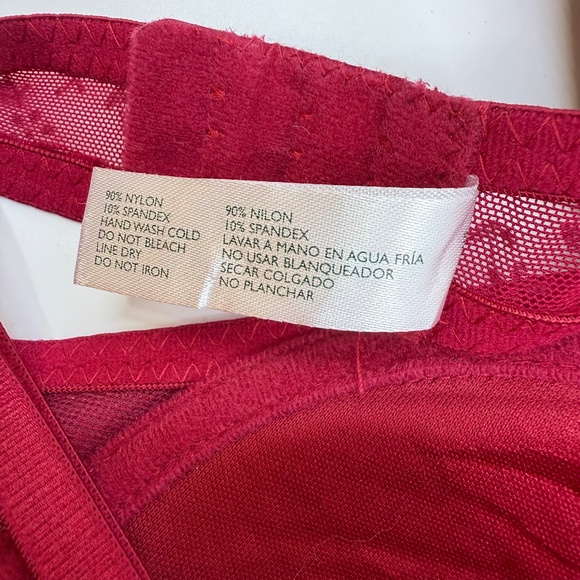 90% NYLON
10% SPANDEX
HAND WASH COLD
DO NOT BLEACH
LINE DRY
DO NOT IRON
90% NILON
10% SPANDEX
LAVAR A MANO EN AGUA FRÍA
NO USAR BLANQUEADOR
SECAR COLGADO
NO PLANCHAR